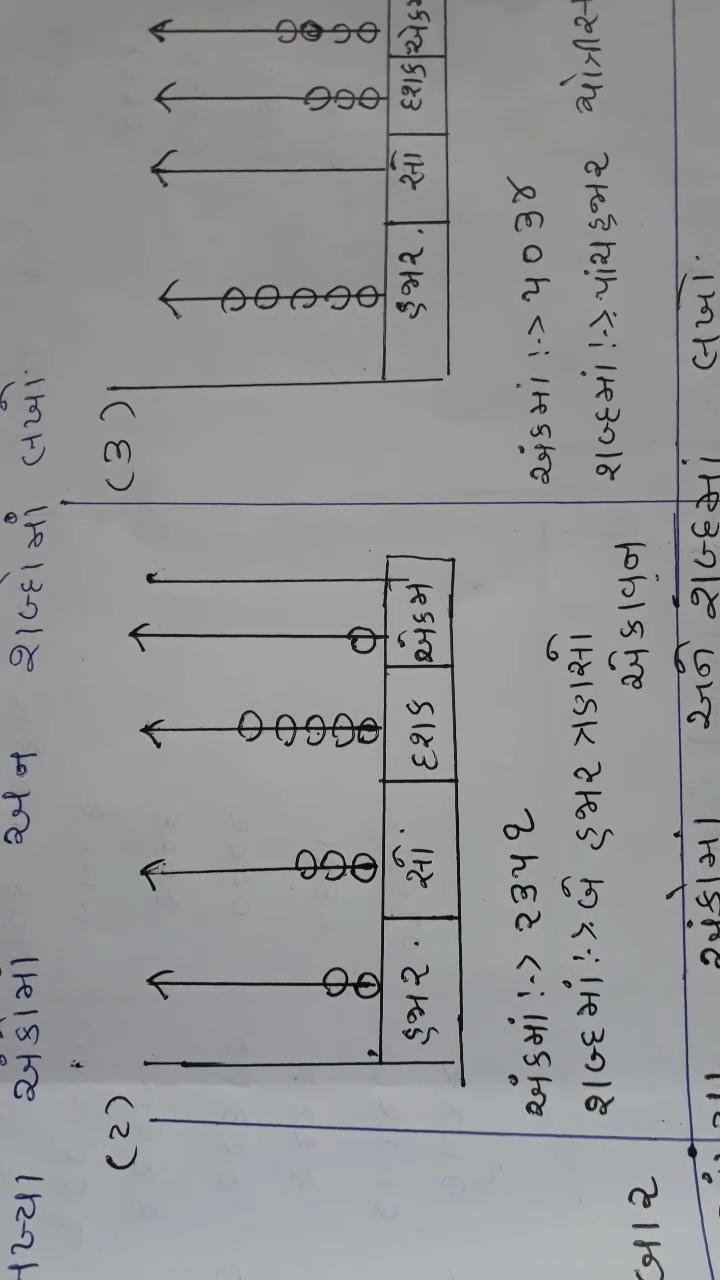 અંકોમાં અને શબ્દોમાં લખો.
(૨)
હજાર. સો. દશક એકમ
અંકમાં :-> ૨૩૫૧
શબ્દમાં :-> બે હજાર ત્રણસો
એકાવન
(૩)
હજાર. સો દશક એકમ
અંકમાં :-> ૫૦૩૪
શબ્દમાં :-> પાંચ હજાર
બાર
અંકોમાં અને શબ્દમાં લખો.